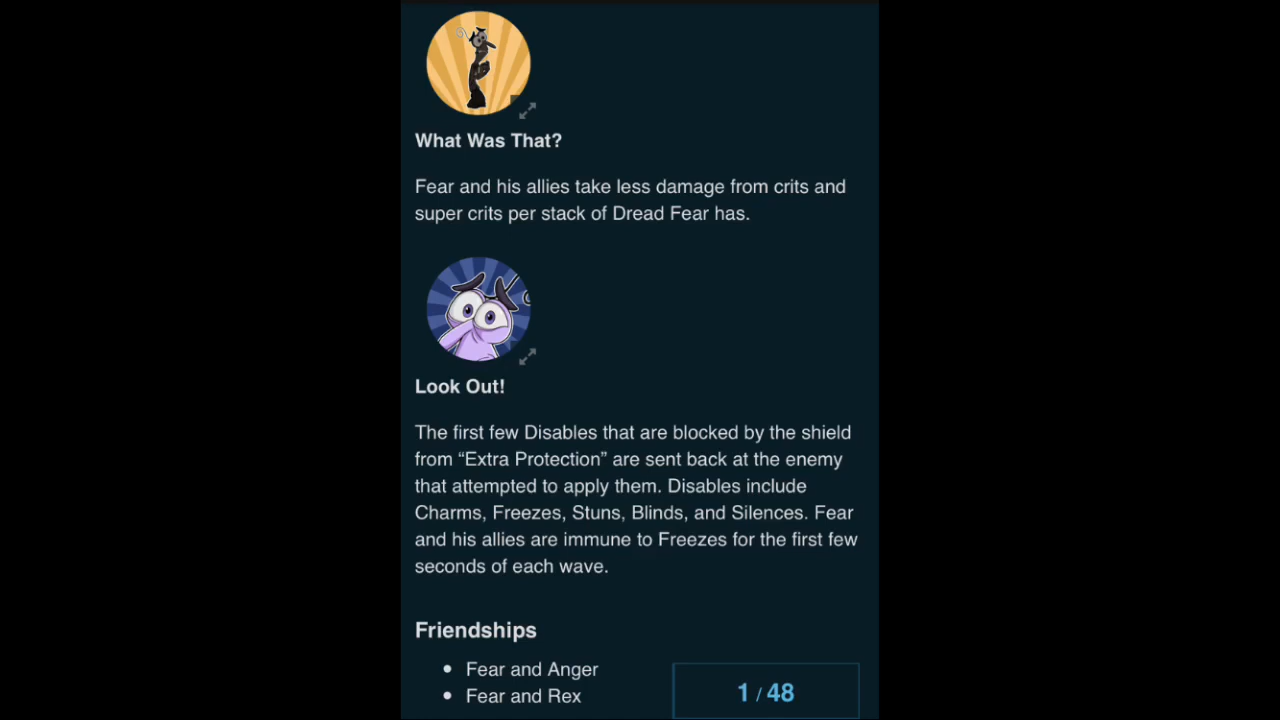 What Was That?
Fear and his allies take less damage from crits and
super crits per stack of Dread Fear has.
Look Out!
The first few Disables that are blocked by the shield
from “Extra Protection” are sent back at the enemy
that attempted to apply them. Disables include
Charms, Freezes, Stuns, Blinds, and Silences. Fear
and his allies are immune to Freezes for the first few
seconds of each wave.
Friendships
• Fear and Anger
• Fear and Rex
1 / 48